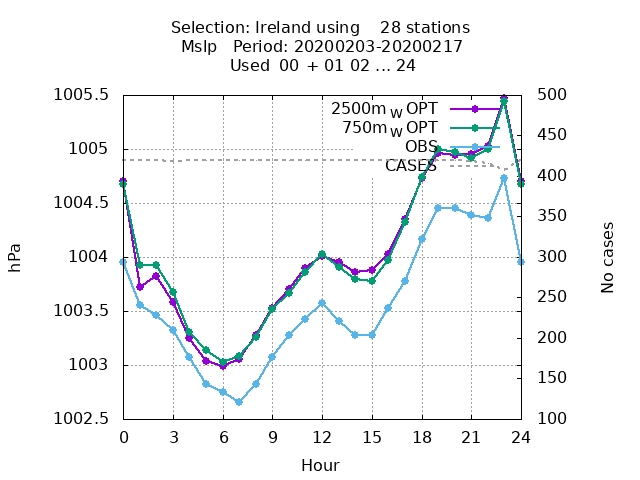 Selection: Ireland using 28 stations
Mslp Period: 20200203-20200217
Used 00 + 01 02 ... 24
1005.5
1005
1004.5
1004
1003.5
1003
1002.5
hPa
2500m W OPT
750m W OPT
OBS
CASES
500
450
400
350
300
250
200
150
100
No cases
0 3 6 9 12 15 18 21 24
Hour